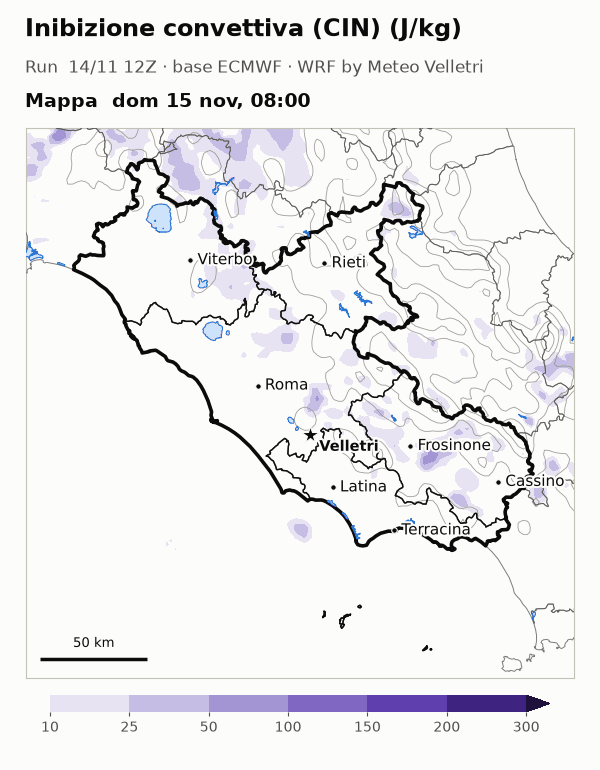 Inibizione convettiva (CIN) (J/kg)
Run  14/11 12Z · base ECMWF · WRF by Meteo Velletri
Mappa  dom 15 nov, 08:00
Viterbo
Rieti
Roma
Velletri
Frosinone
Latina
Cassino
Terracina
50 km
10 25 50 100 150 200 300